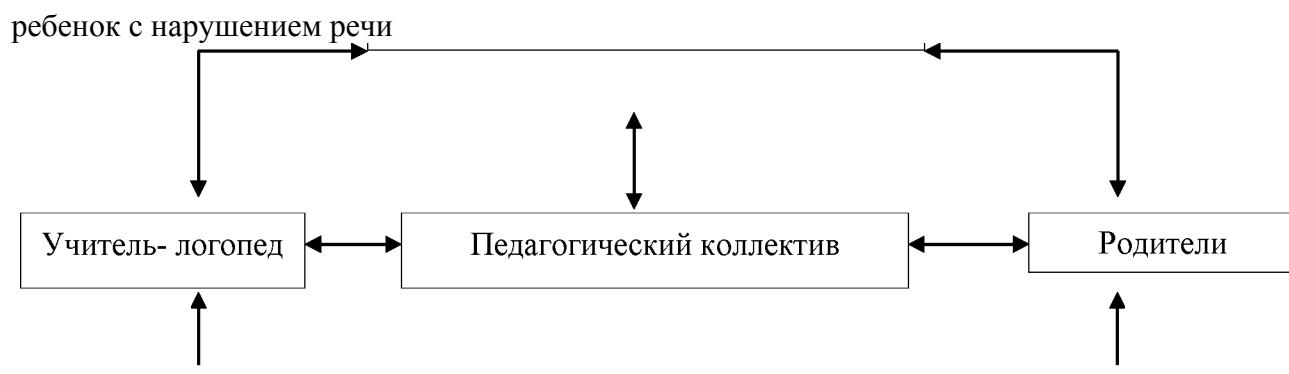 ребенок с нарушением речи
Учитель- логопед
Педагогический коллектив
Родители